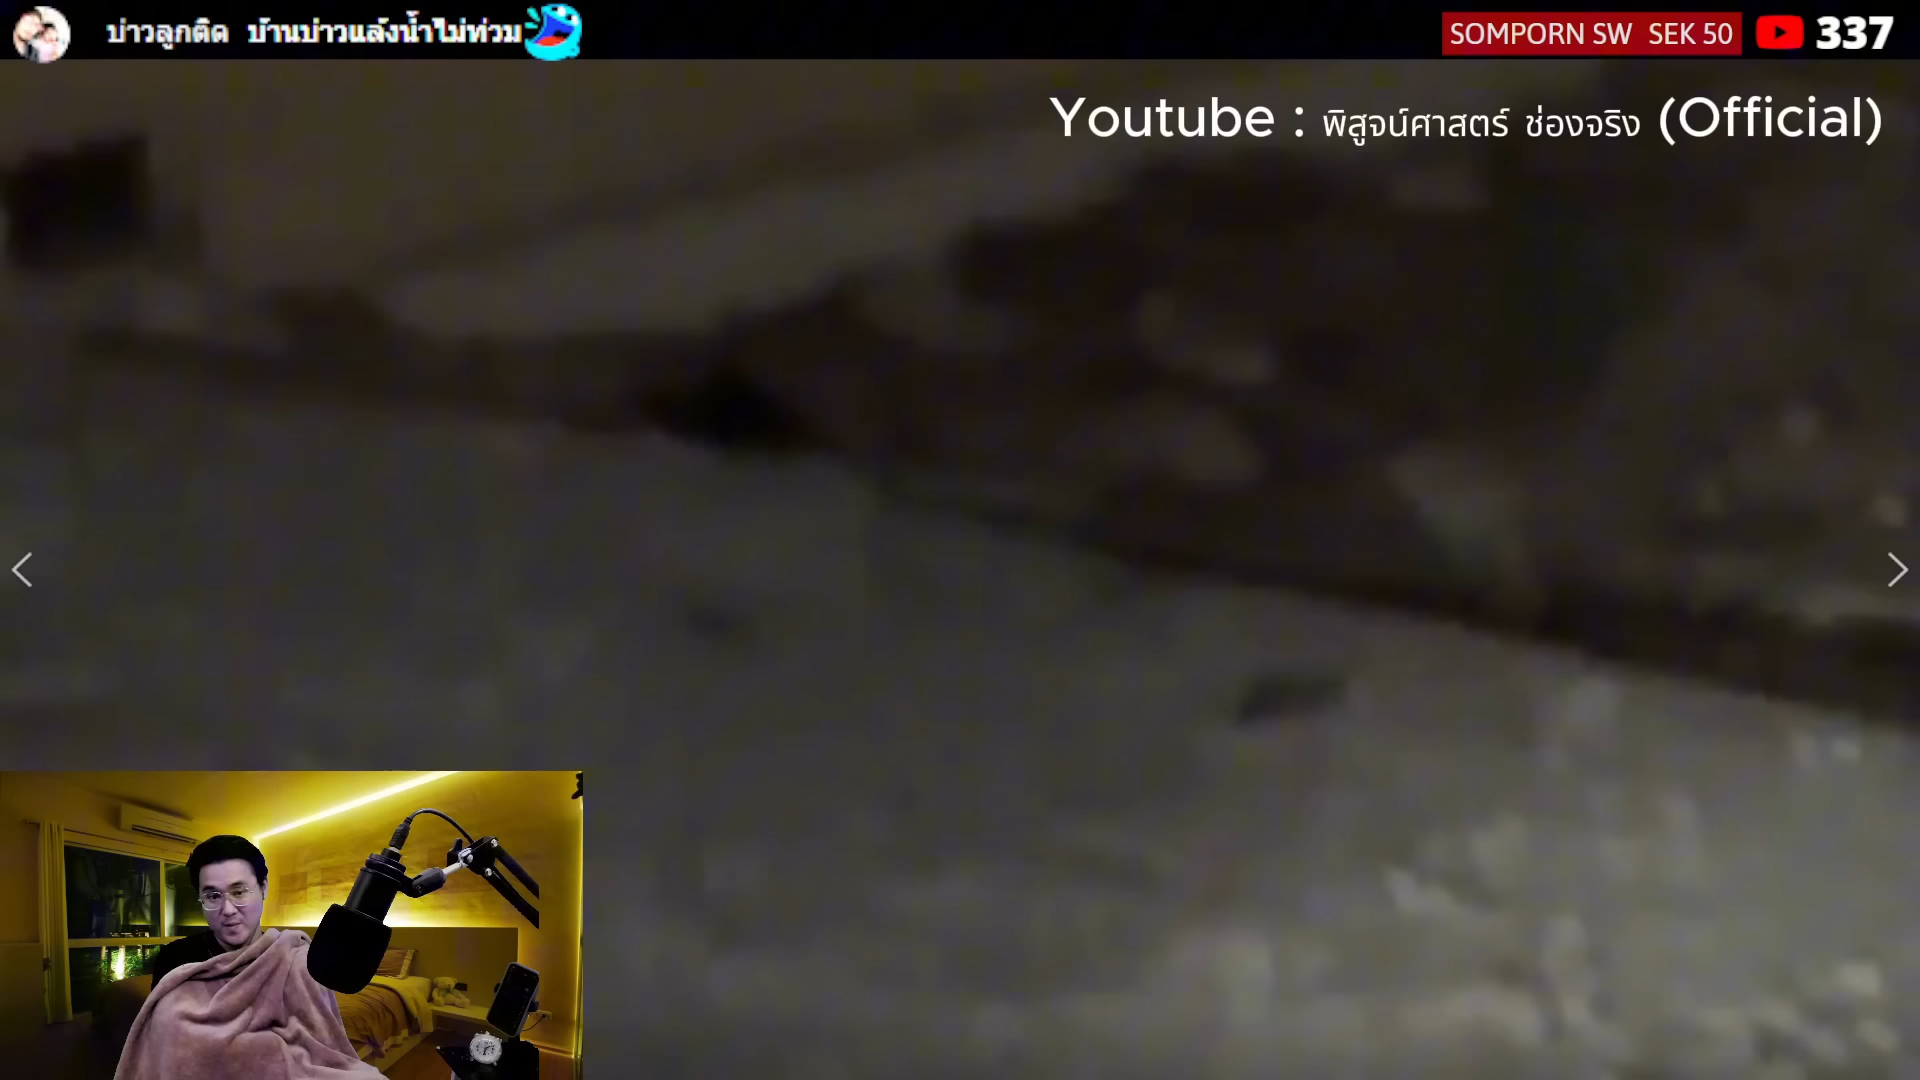 บ่าวลูกติด บ้านบ่าวแล้งน้ำไม่ท่วม
SOMPORN SW SEK 50
337
Youtube : พิสูจน์ศาสตร์ ช่องจริง (Official)